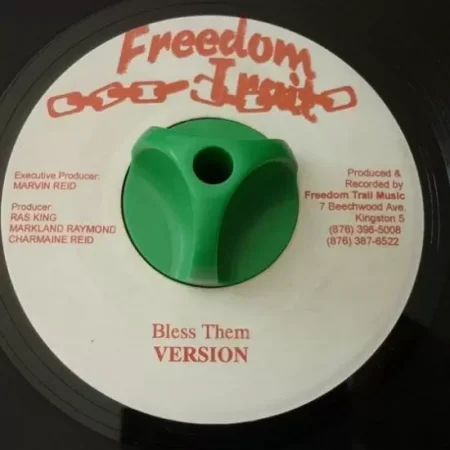 Freedom
Trail
Executive Producer:
MARVIN REID
Producer:
RAS KING
MARKLAND RAYMOND
CHARMAINE REID
Produced &
Recorded by
Freedom Trail Music
7 Beechwood Ave.
Kingston 5
(876) 396-5008
(876) 387-6522
Bless Them
VERSION